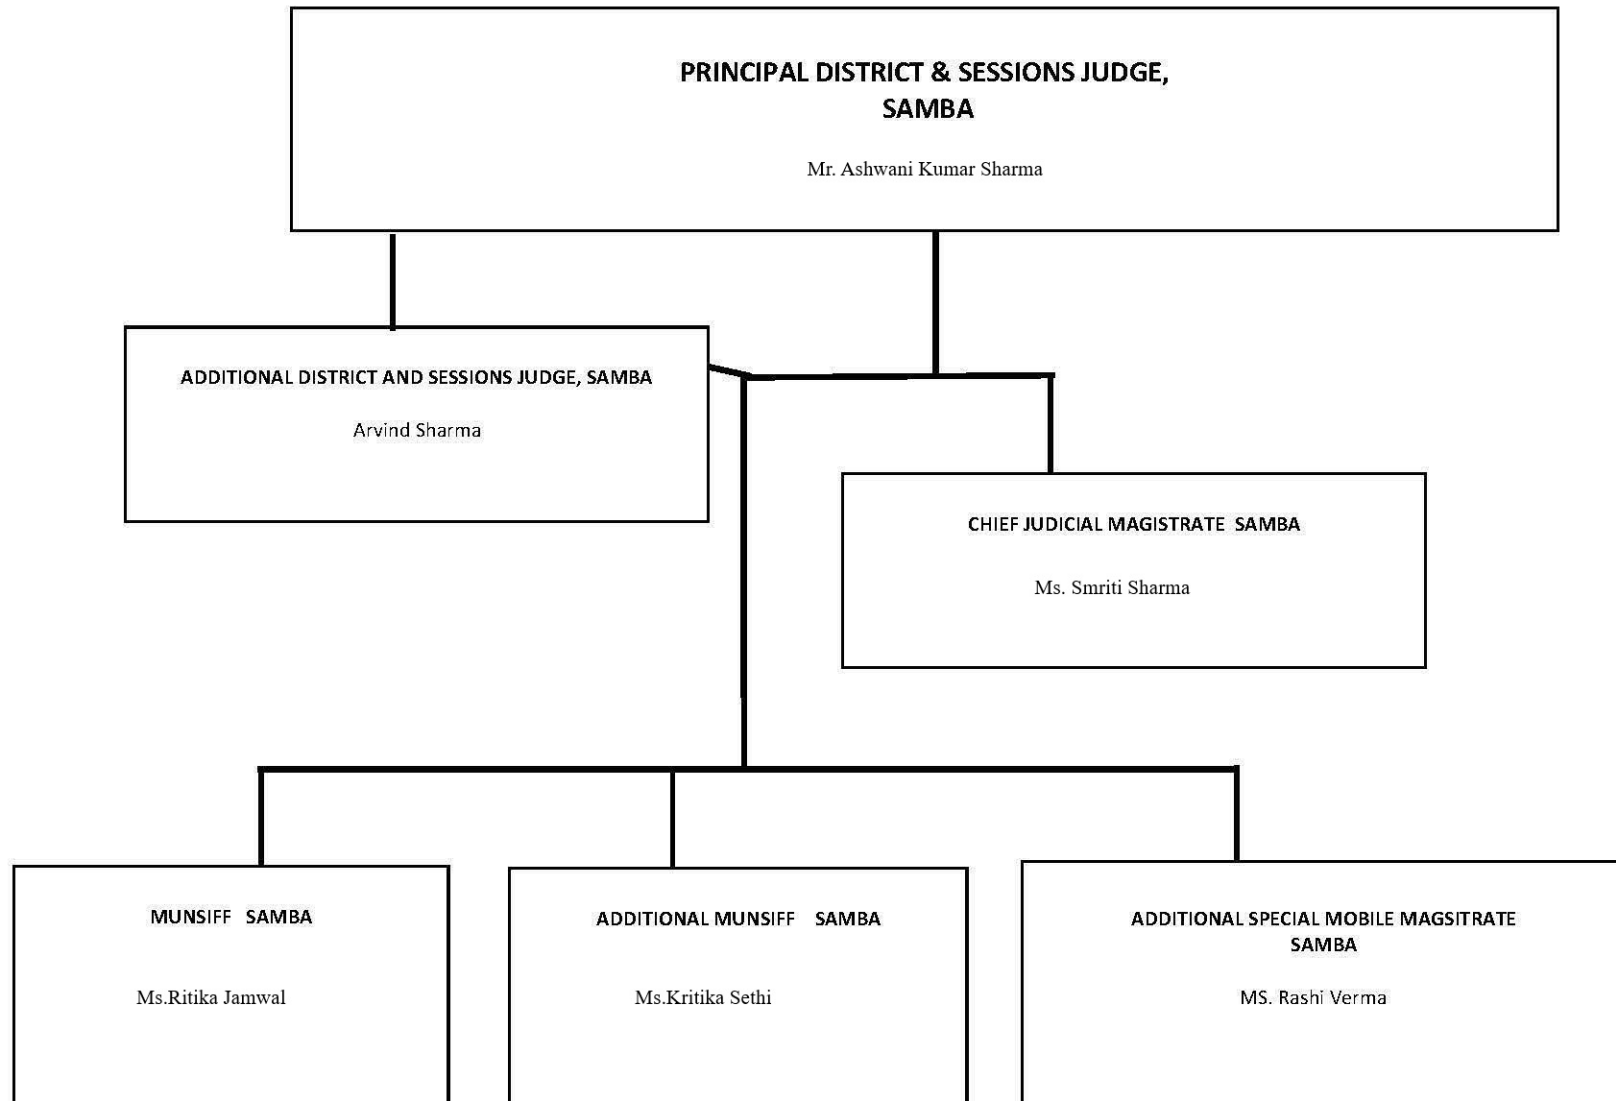 PRINCIPAL DISTRICT & SESSIONS JUDGE,
SAMBA
Mr. Ashwani Kumar Sharma
ADDITIONAL DISTRICT AND SESSIONS JUDGE, SAMBA
Arvind Sharma
CHIEF JUDICIAL MAGISTRATE SAMBA
Ms. Smriti Sharma
MUNSIFF SAMBA
Ms.Ritika Jamwal
ADDITIONAL MUNSIFF SAMBA
Ms.Kritika Sethi
ADDITIONAL SPECIAL MOBILE MAGSITRATE
SAMBA
MS. Rashi Verma